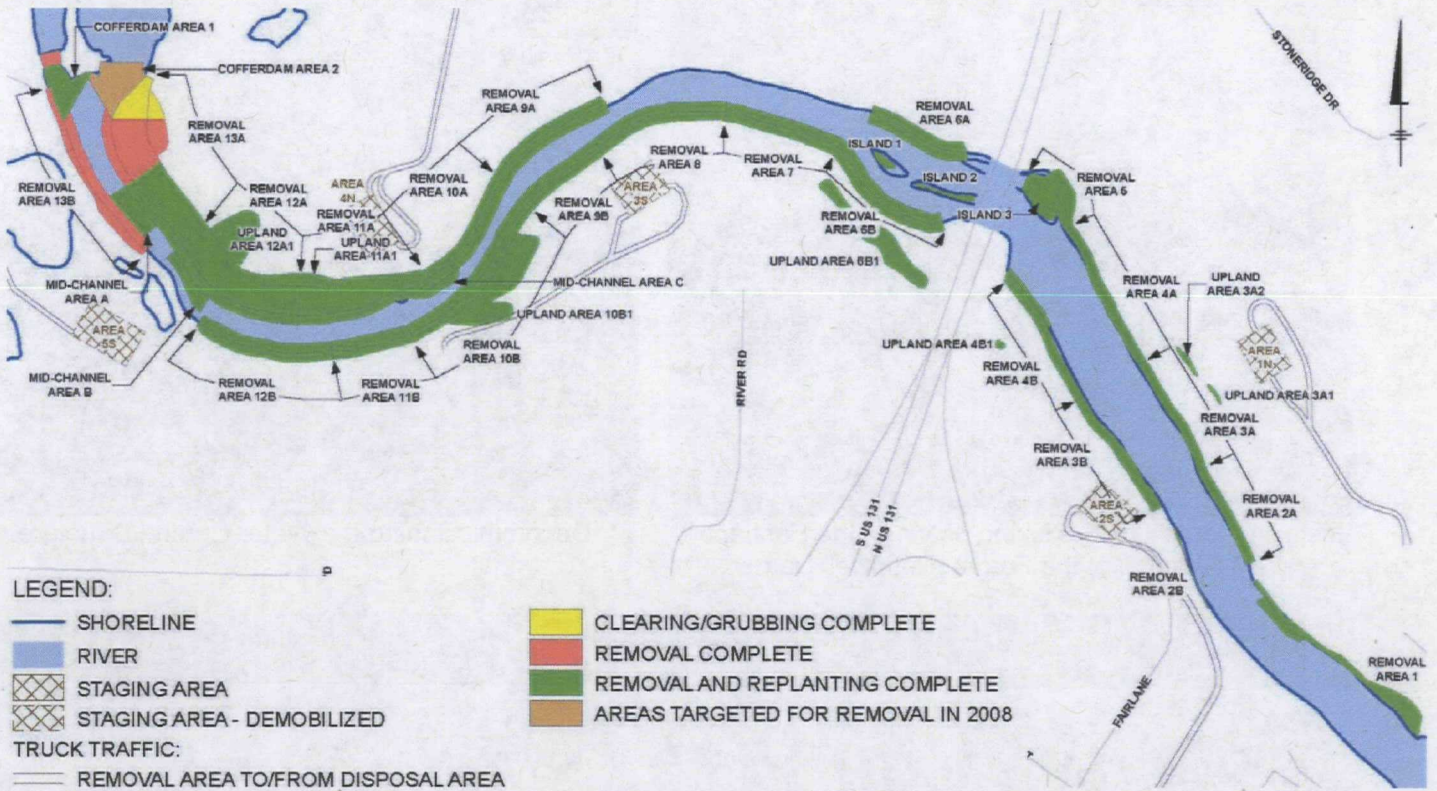 COFFERDAM AREA 1
COFFERDAM AREA 2
REMOVAL
AREA 13A
REMOVAL
AREA 13B
REMOVAL
AREA 12A
UPLAND
AREA 12A1
AREA
4N
REMOVAL
AREA 11A
UPLAND
AREA 11A1
REMOVAL
AREA 10A
REMOVAL
AREA 9A
REMOVAL
AREA 9B
AREA
3S
REMOVAL
AREA 8
REMOVAL
AREA 7
REMOVAL
AREA 6A
ISLAND 1
ISLAND 2
ISLAND 3
REMOVAL
AREA 5
REMOVAL
AREA 6B
UPLAND AREA 6B1
STONERIDGE DR
MID-CHANNEL
AREA A
AREA
5S
MID-CHANNEL
AREA B
MID-CHANNEL AREA C
UPLAND AREA 10B1
REMOVAL
AREA 10B
REMOVAL
AREA 11B
REMOVAL
AREA 12B
REMOVAL
AREA 4A
UPLAND
AREA 3A2
AREA
1N
UPLAND AREA 3A1
UPLAND AREA 4B1
REMOVAL
AREA 4B
REMOVAL
AREA 3A
REMOVAL
AREA 3B
REMOVAL
AREA 2A
AREA
2S
REMOVAL
AREA 2B
REMOVAL
AREA 1
RIVER RD
S US 131
N US 131
FAIRLANE
LEGEND:
SHORELINE
RIVER
STAGING AREA
STAGING AREA - DEMOBILIZED
TRUCK TRAFFIC:
REMOVAL AREA TO/FROM DISPOSAL AREA
CLEARING/GRUBBING COMPLETE
REMOVAL COMPLETE
REMOVAL AND REPLANTING COMPLETE
AREAS TARGETED FOR REMOVAL IN 2008